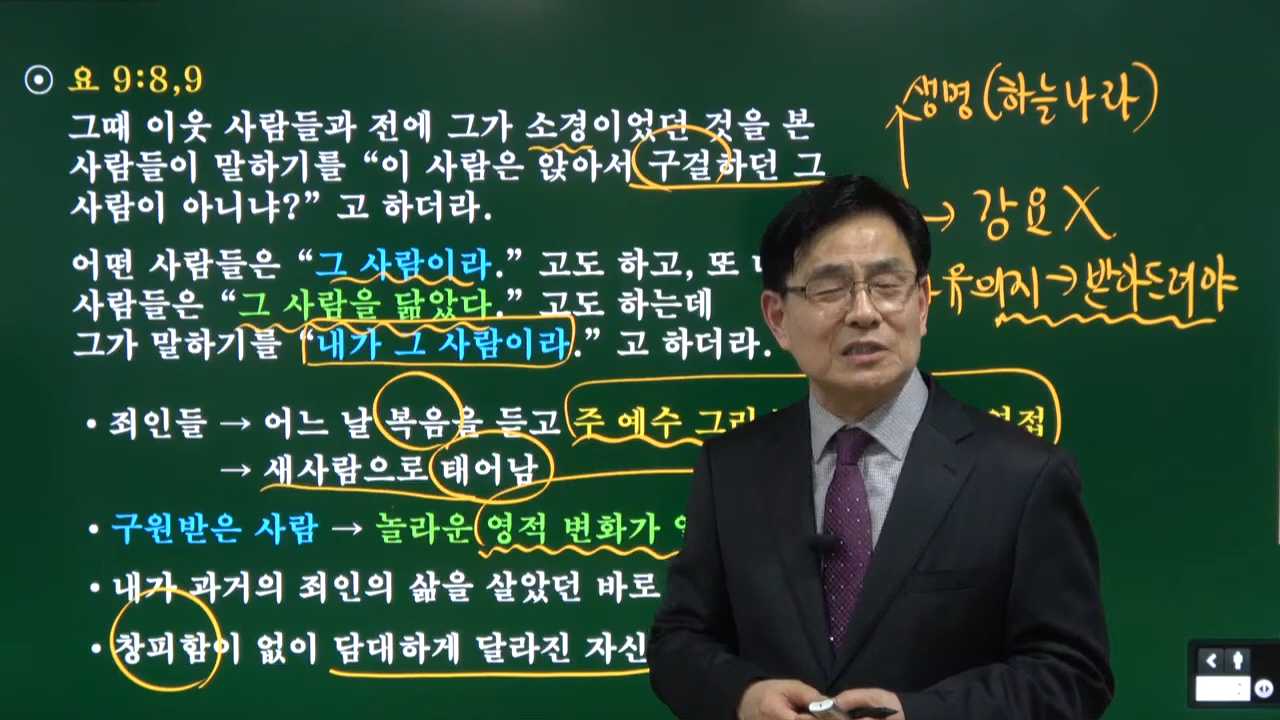 ⊙ 요 9:8,9
그때 이웃 사람들과 전에 그가 소경이었던 것을 본
사람들이 말하기를 “이 사람은 앉아서 구걸하던 그
사람이 아니냐?” 고 하더라.
어떤 사람들은 “그 사람이라.” 고도 하고, 또
사람들은 “그 사람을 닮았다.” 고도 하는데
그가 말하기를 “내가 그 사람이라.” 고 하더라.
• 죄인들 → 어느 날 복음을 듣고 주 예수 영접
→ 새사람으로 태어남
• 구원받은 사람 → 놀라운 영적 변화가
• 내가 과거의 죄인의 삶을 살았던 바로
• 창피함이 없이 담대하게 달라진 자신
생명(하늘나라)
→ 강요 X
유의지→받아드려야